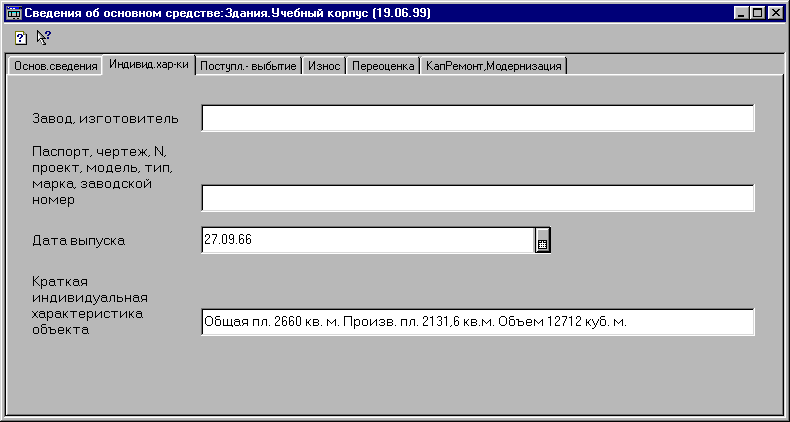 Сведения об основном средстве:Здания.Учебный корпус (19.06.99)
Основ.сведения Индивид.хар-ки Поступл.- выбытие Износ Переоценка КапРемонт,Модернизация
Завод, изготовитель
Паспорт, чертеж, N,
проект, модель, тип,
марка, заводской
номер
Дата выпуска 27.09.66
Краткая
индивидуальная
характеристика
объекта
Общая пл. 2660 кв. м. Произв. пл. 2131,6 кв.м. Объем 12712 куб. м.